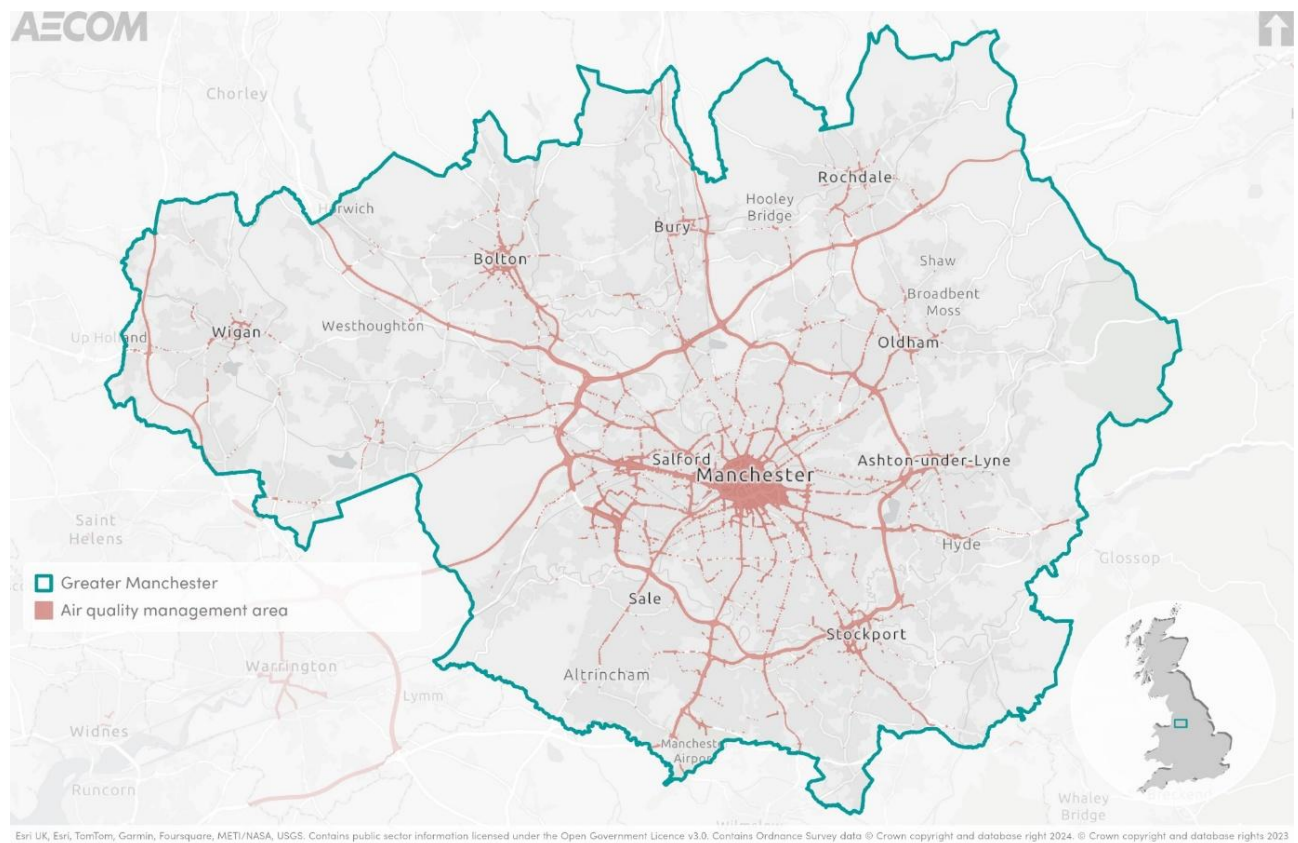 AECOM
Chorley
Rochdale
Hooley
Bridge
Horwich
Bury
Bolton
Shaw
Broadbent
Moss
Up Holland
Wigan
Westhoughton
Oldham
Salford
Manchester
Ashton-under-Lyne
Saint
Helens
Hyde
Glossop
Greater Manchester
Air quality management area
Sale
Stockport
Warrington
Altrincham
Lymm
Widnes
Manchester
Airport
Runcorn
Whaley
Bridge
Wilmslow
Esri UK, Esri, TomTom, Garmin, Foursquare, METI/NASA, USGS. Contains public sector information licensed under the Open Government Licence v3.0. Contains Ordnance Survey data © Crown copyright and database right 2024. © Crown copyright and database rights 2023